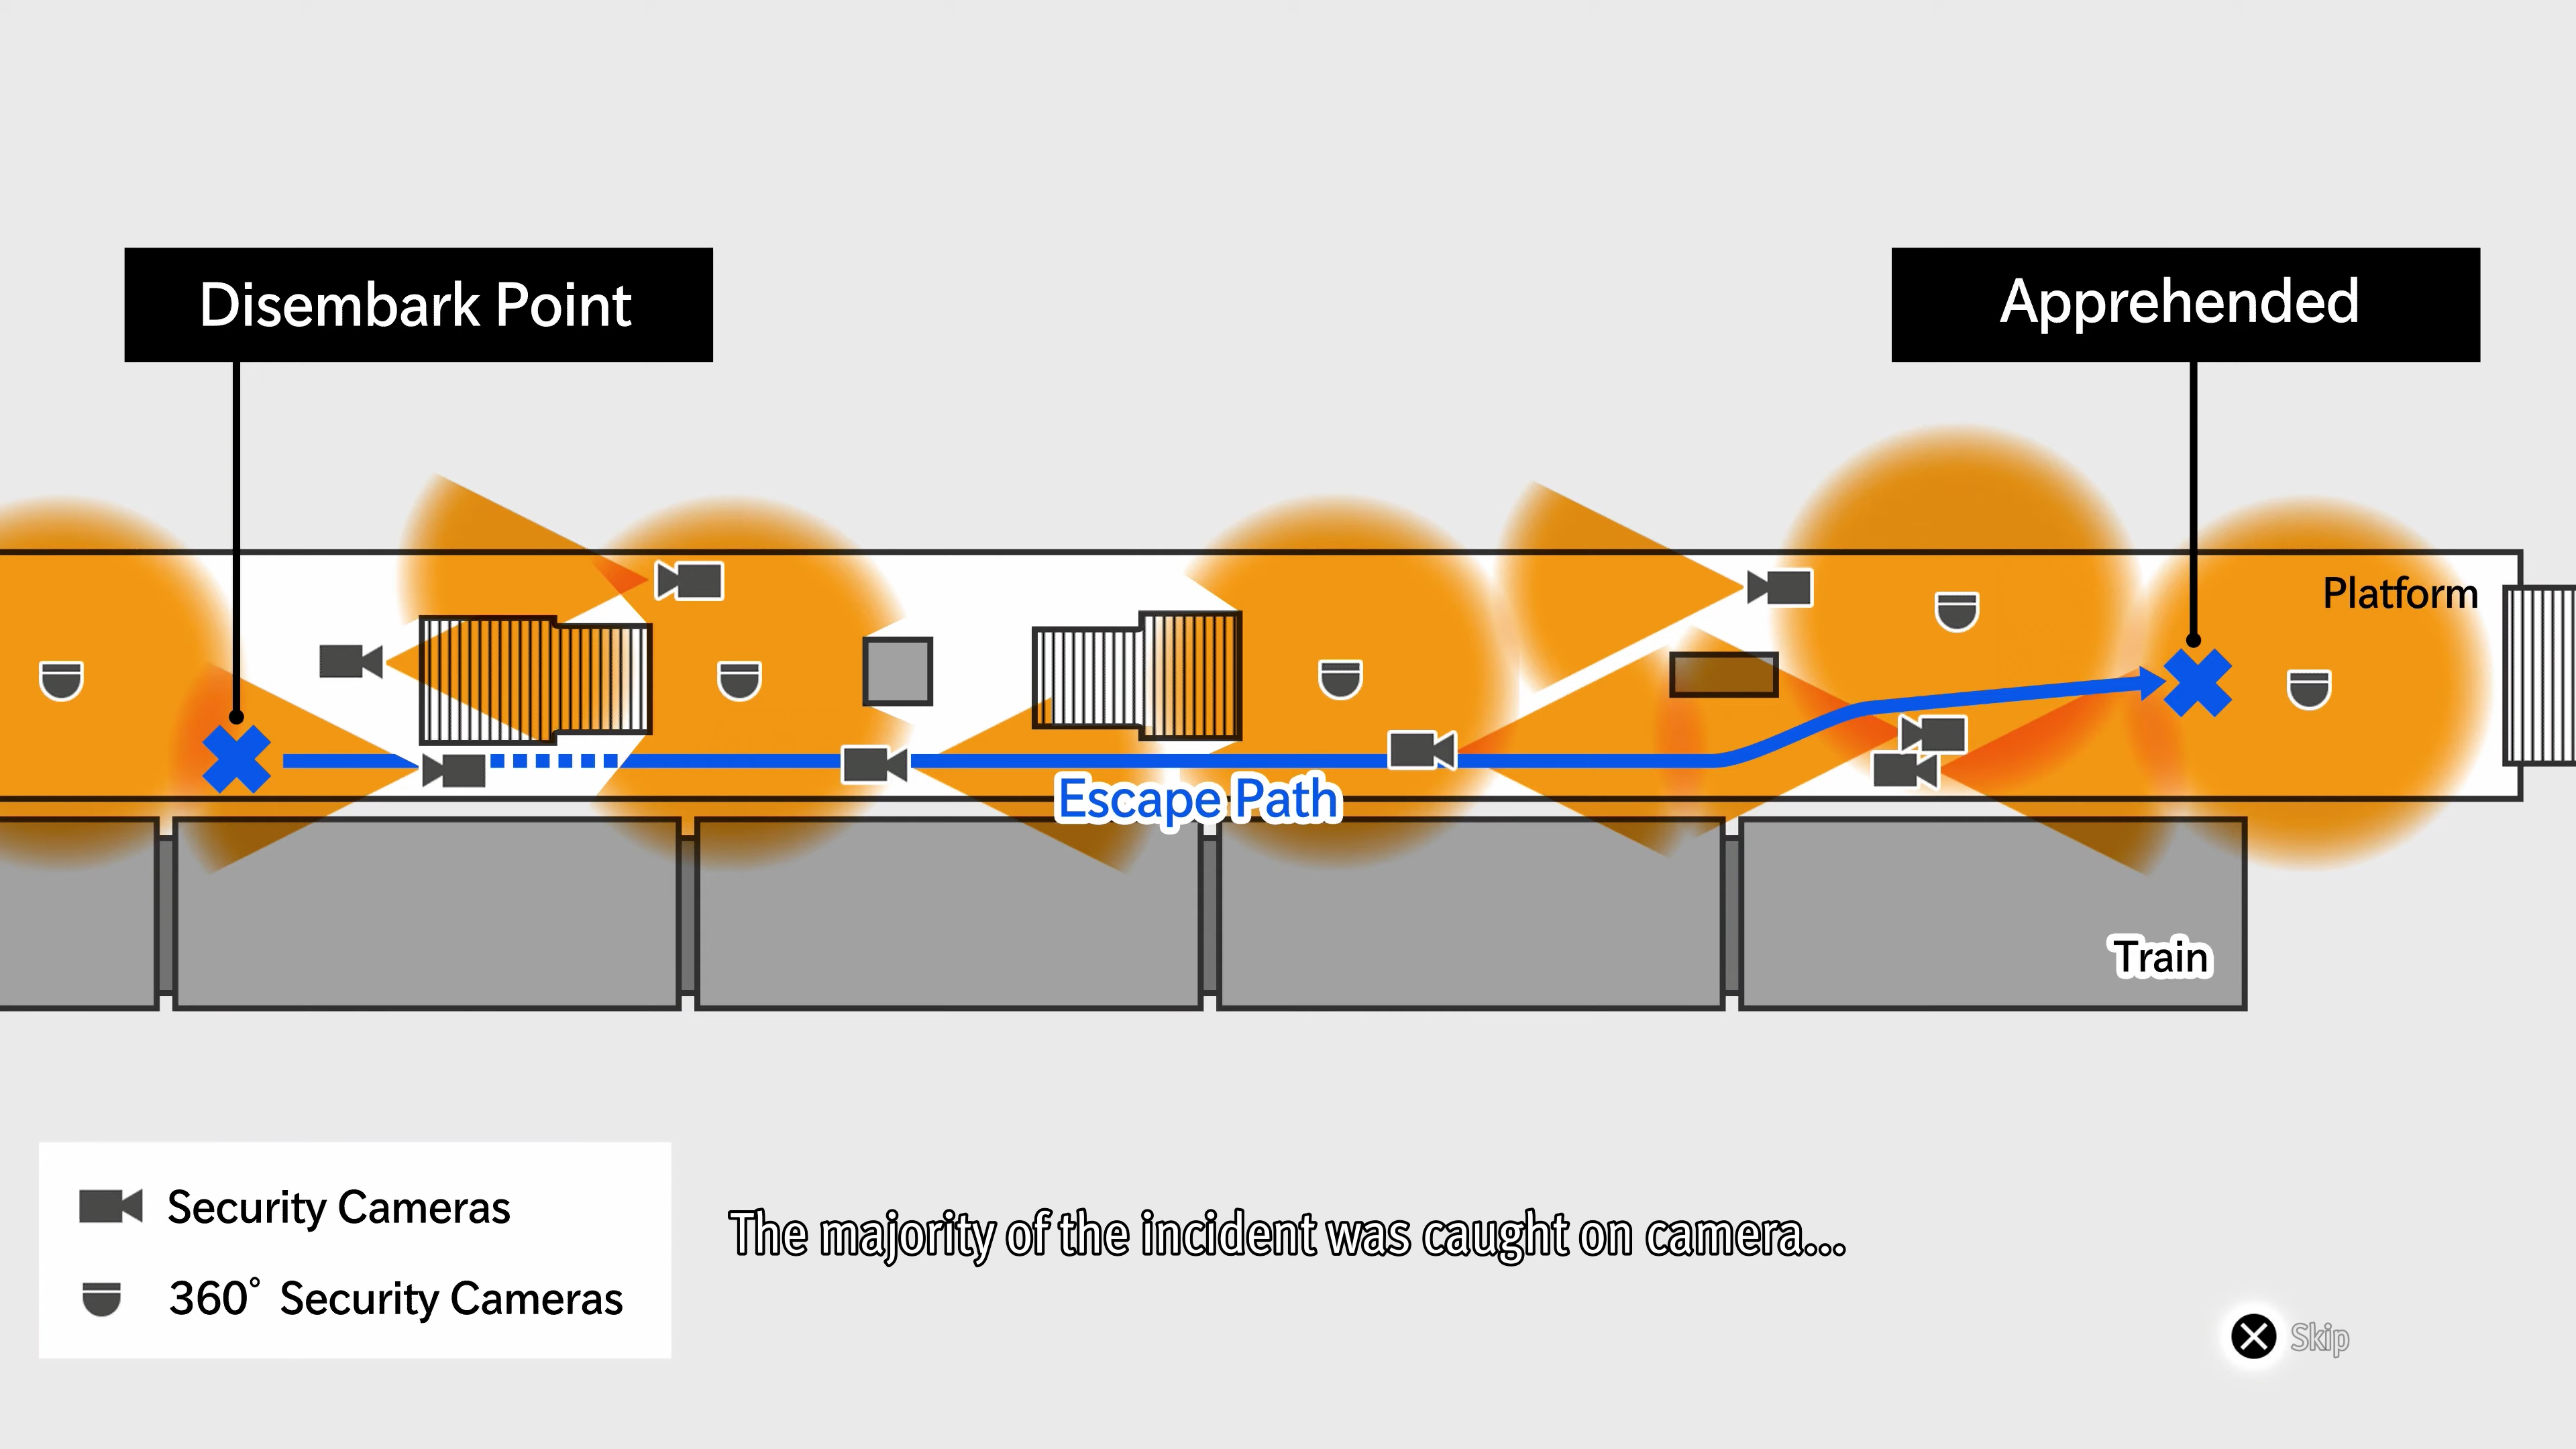 Disembark Point
Apprehended
Platform
Escape Path
Train
Security Cameras
360° Security Cameras
The majority of the incident was caught on camera...
Skip